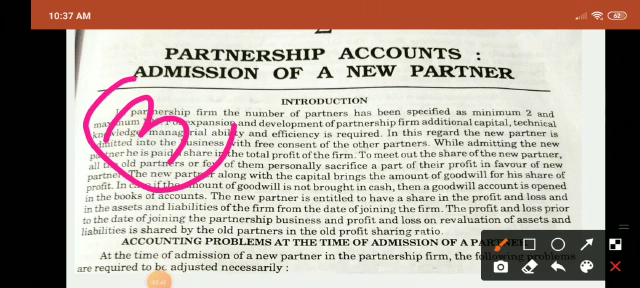 10:37 AM
62
2
PARTNERSHIP ACCOUNTS :
ADMISSION OF A NEW PARTNER
INTRODUCTION
In partnership firm the number of partners has been specified as minimum 2 and
maximum For expansion and development of partnership firm additional capital, technical
knowledge managerial ability and efficiency is required. In this regard the new partner is
admitted into the business with free consent of the other partners. While admitting the new
partner he is paid share in the total profit of the firm. To meet out the share of the new partner,
all the old partners or few of them personally sacrifice a part of their profit in favour of new
partner. The new partner along with the capital brings the amount of goodwill for his share of
profit. In case if the amount of goodwill is not brought in cash, then a goodwill account is opened
in the books of accounts. The new partner is entitled to have a share in the profit and loss and
in the assets and liabilities of the firm from the date of joining the firm. The profit and loss prior
to the date of joining the partnership business and profit and loss on revaluation of assets and
liabilities is shared by the old partners in the old profit sharing ratio.
ACCOUNTING PROBLEMS AT THE TIME OF ADMISSION OF A PARTNER
At the time of admission of a new partner in the partnership firm, the following problems
are required to be adjusted necessarily :